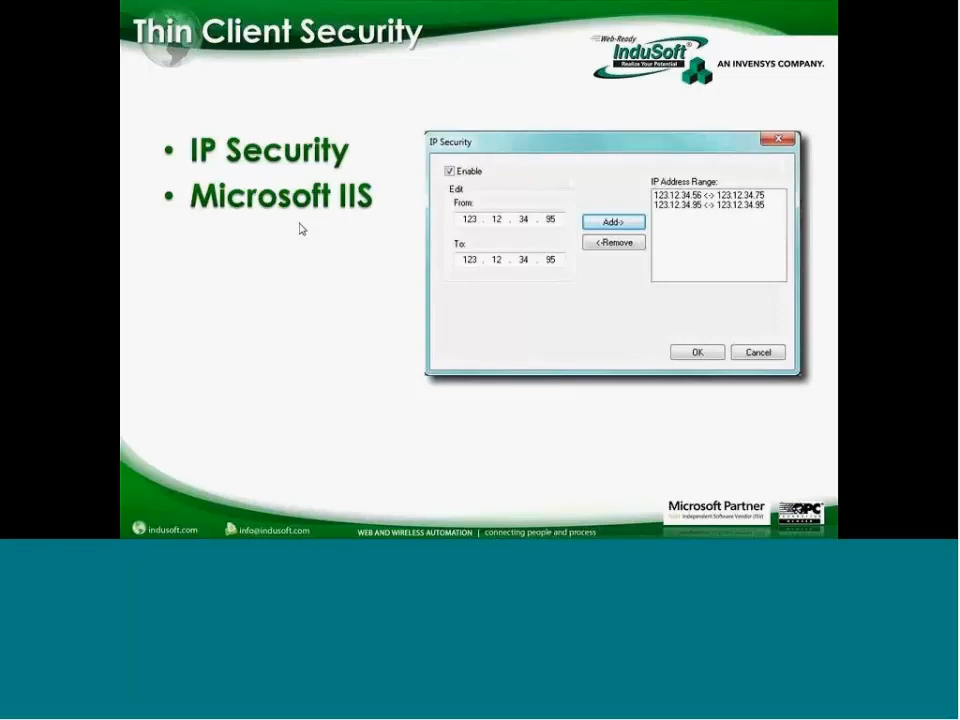 Thin Client Security
Web-Ready
InduSoft®
Realize Your Potential
AN INVENSYS COMPANY.
• IP Security
• Microsoft IIS
IP Security
Enable
Edit
From:
123 . 12 . 34 . 95
To:
123 . 12 . 34 . 95
Add->
<-Remove
IP Address Range:
123.12.34.56 <-> 123.12.34.75
123.12.34.95 <-> 123.12.34.95
OK
Cancel
indusoft.com
info@indusoft.com
WEB AND WIRELESS AUTOMATION | connecting people and process
Microsoft Partner
Independent Software Vendor (ISV)
OPC